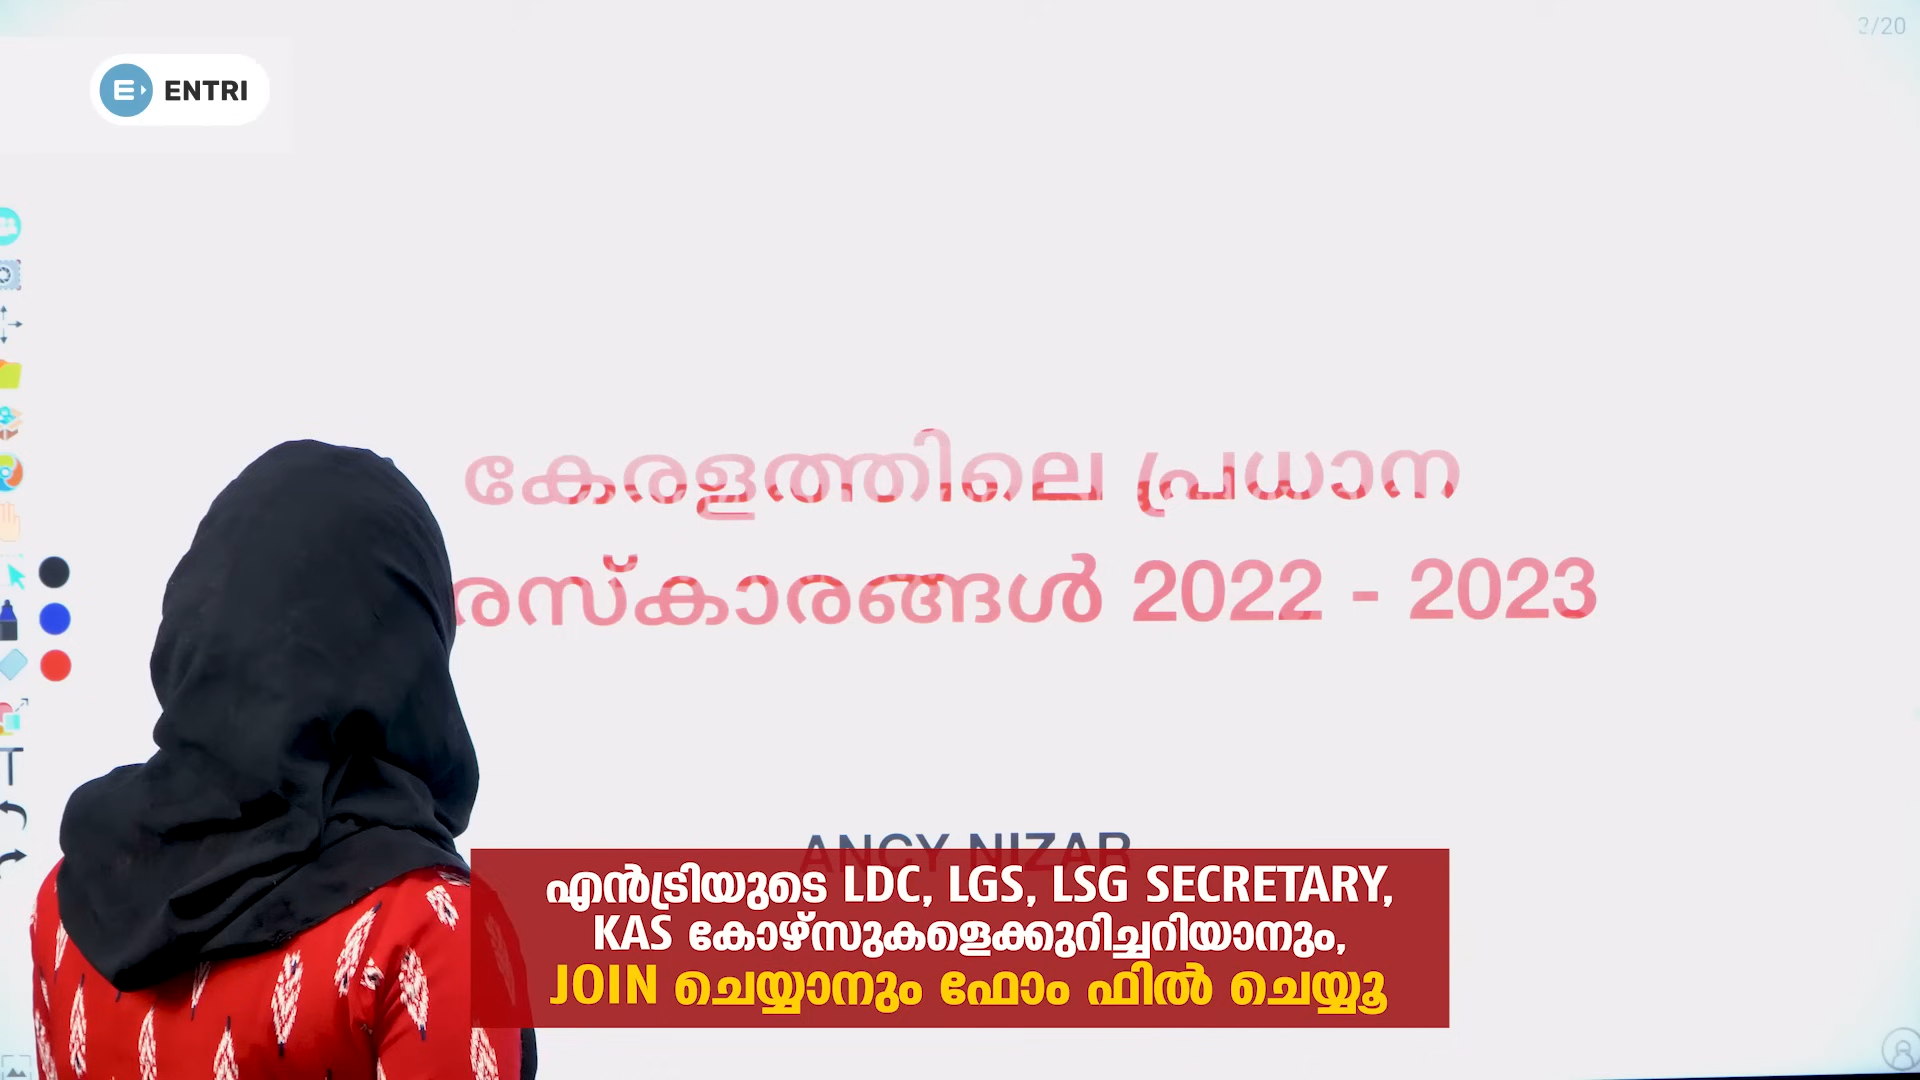 3/20
ENTRI
കേരളത്തിലെ പ്രധാന
രസ്കാരങ്ങൾ 2022 - 2023
ANCY NIZAR
എൻട്രിയുടെ LDC, LGS, LSG SECRETARY,
KAS കോഴ്സുകളെക്കുറിച്ചറിയാനും,
JOIN ചെയ്യാനും ഫോം ഫിൽ ചെയ്യൂ